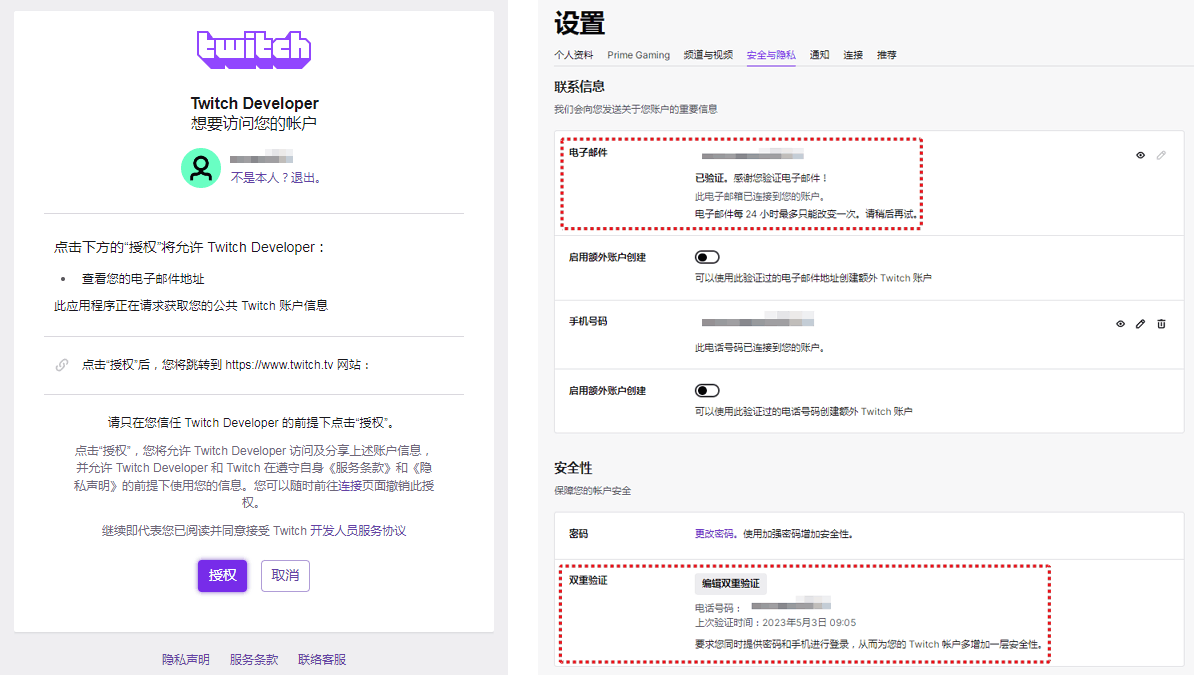 twitch
Twitch Developer
想要访问您的帐户
不是本人？退出。
点击下方的“授权”将允许 Twitch Developer：
• 查看您的电子邮件地址
此应用程序正在请求获取您的公共 Twitch 账户信息
点击“授权”后，您将跳转到 https://www.twitch.tv 网站：
请只在您信任 Twitch Developer 的前提下点击“授权”。
点击“授权”，您将允许 Twitch Developer 访问及分享上述账户信息，
并允许 Twitch Developer 和 Twitch 在遵守自身《服务条款》和《隐
私声明》的前提下使用您的信息。您可以随时前往连接页面撤销此授
权。
继续即代表您已阅读并同意接受 Twitch 开发人员服务协议
授权 取消
隐私声明 服务条款 联络客服
设置
个人资料 Prime Gaming 频道与视频 安全与隐私 通知 连接 推荐
联系信息
我们会向您发送关于您账户的重要信息
电子邮件
已验证。感谢您验证电子邮件！
此电子邮箱已连接到您的账户。
电子邮件每 24 小时最多只能改变一次。请稍后再试。
启用额外账户创建
可以使用此验证过的电子邮件地址创建额外 Twitch 账户
手机号码
此电话号码已连接到您的账户。
启用额外账户创建
可以使用此验证过的电话号码创建额外 Twitch 账户
安全性
保障您的帐户安全
密码 更改密码。使用加强密码增加安全性。
双重验证 编辑双重验证
电话号码：
上次验证时间：2023年5月3日 09:05
要求您同时提供密码和手机进行登录，从而为您的 Twitch 帐户多增加一层安全性。